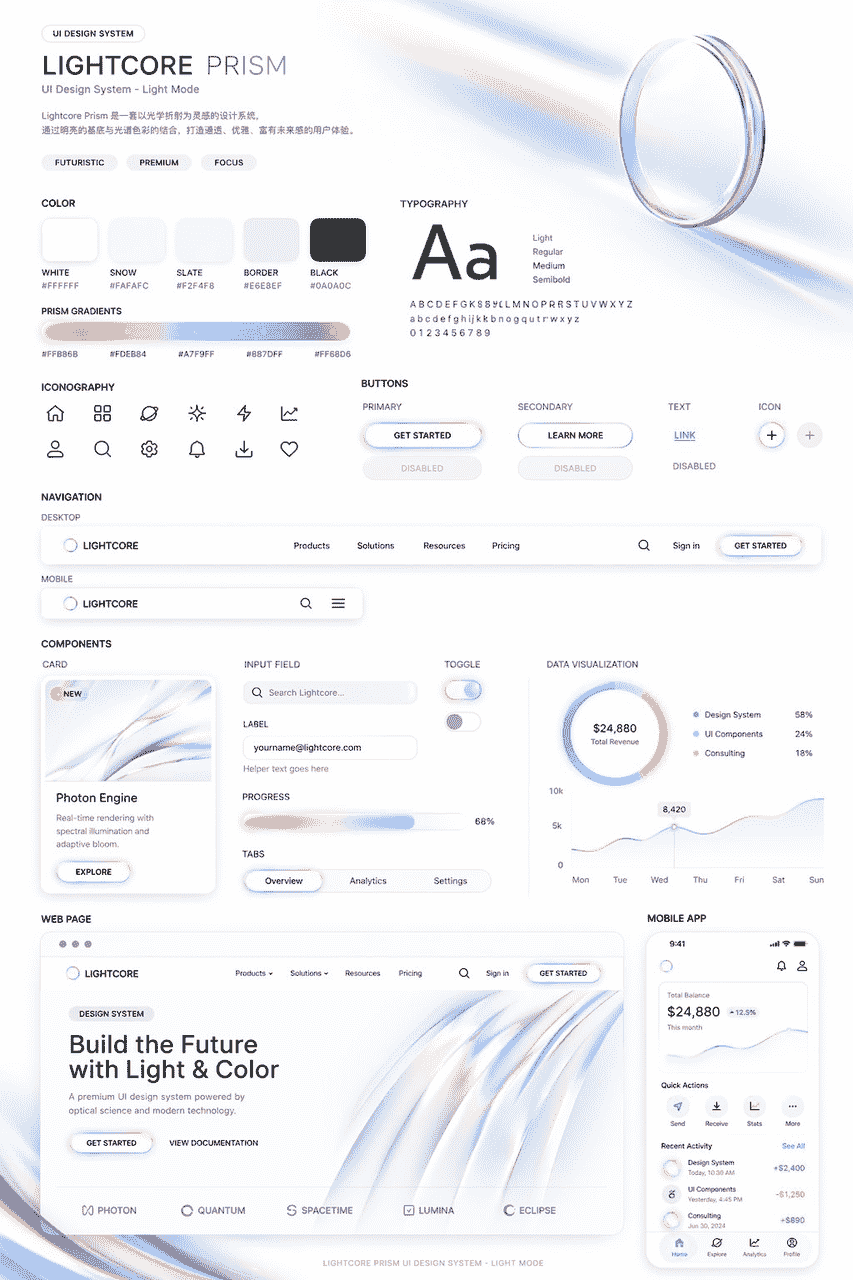 UI DESIGN SYSTEM
LIGHTCORE PRISM
UI Design System - Light Mode
Lightcore Prism 是一套以光学折射为灵感的设计系统。
通过明亮的基底与光谱色彩的结合，打造通透、优雅、富有未来感的用户体验。
FUTURISTIC PREMIUM FOCUS
COLOR
WHITE SNOW SLATE BORDER BLACK
#FFFFFF #FAFAFC #F2F4F8 #E6E8EF #0A0A0C
PRISM GRADIENTS
#FFB86B #FDEB84 #A7F9FF #887DFF #FF68D6
TYPOGRAPHY
Aa
Light
Regular
Medium
Semibold
0123456789
ICONOGRAPHY
BUTTONS
PRIMARY SECONDARY TEXT ICON
GET STARTED LEARN MORE LINK
DISABLED DISABLED DISABLED
NAVIGATION
DESKTOP
LIGHTCORE Products Solutions Resources Pricing Sign in GET STARTED
MOBILE
LIGHTCORE
COMPONENTS
CARD
NEW
Photon Engine
Real-time rendering with
spectral illumination and
adaptive bloom.
EXPLORE
INPUT FIELD
Search Lightcore...
LABEL
yourname@lightcore.com
Helper text goes here
PROGRESS
68%
TABS
Overview Analytics Settings
TOGGLE
DATA VISUALIZATION
$24,880
Total Revenue
Design System 58%
UI Components 24%
Consulting 18%
10k
8,420
5k
0
Mon Tue Wed Thu Fri Sat Sun
WEB PAGE
LIGHTCORE Products Solutions Resources Pricing Sign in GET STARTED
DESIGN SYSTEM
Build the Future
with Light & Color
A premium UI design system powered by
optical science and modern technology.
GET STARTED VIEW DOCUMENTATION
PHOTON QUANTUM SPACETIME LUMINA ECLIPSE
MOBILE APP
9:41
Total Balance
$24,880 12.5%
This month
Quick Actions
Send Receive Stats More
Recent Activity See All
Design System
Today, 10:30 AM
+$2,400
UI Components
Yesterday, 4:45 PM
-$1,250
Consulting
Jun 30, 2024
+$890
Home Explore Analytics Profile
LIGHTCORE PRISM UI DESIGN SYSTEM - LIGHT MODE